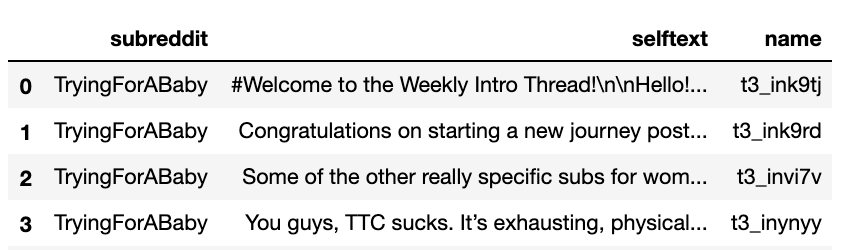 subreddit selftext name
0 TryingForABaby #Welcome to the Weekly Intro Thread!\n\nHello!... t3_ink9tj
1 TryingForABaby Congratulations on starting a new journey post... t3_ink9rd
2 TryingForABaby Some of the other really specific subs for wom... t3_invi7v
3 TryingForABaby You guys, TTC sucks. It’s exhausting, physical... t3_inynyy